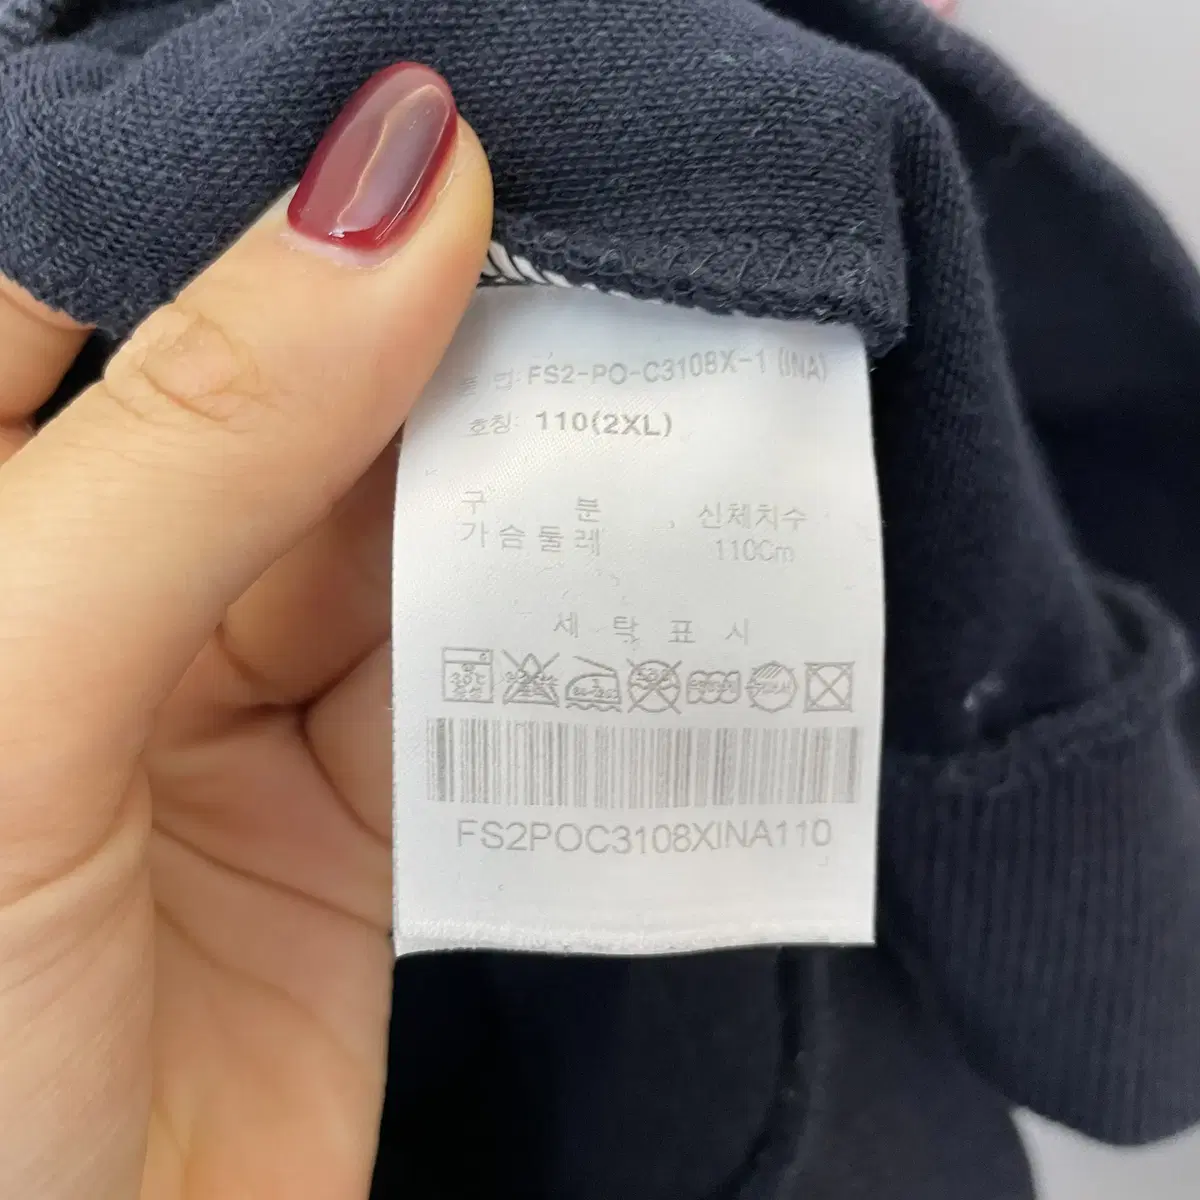 FS2-PO-C3108X-1 (INA)
호칭: 110(2XL)
구 분 신체치수
가슴둘레 110Cm
세 탁 표 시
30℃
FS2POC3108XINA110